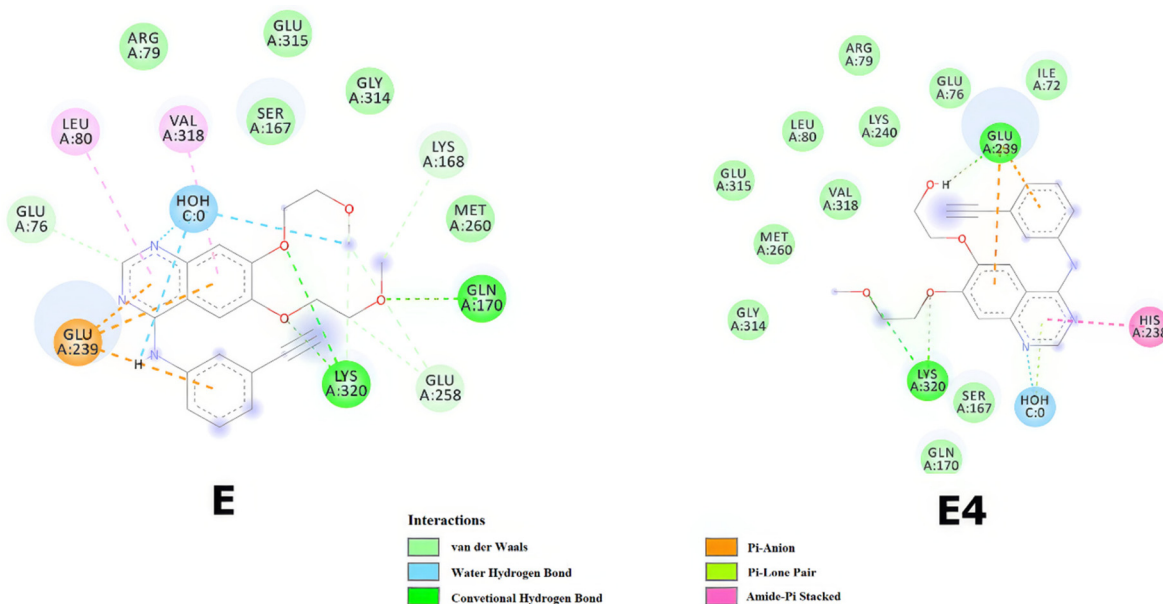 ARG
A:79
GLU
A:315
GLY
A:314
SER
A:167
LEU
A:80
VAL
A:318
LYS
A:168
HOH
C:0
GLU
A:76
MET
A:260
GLN
A:170
GLU
A:239
LYS
A:320
GLU
A:258
N
N
N
H
O
O
O
O
E
ARG
A:79
GLU
A:76
ILE
A:72
LEU
A:80
LYS
A:240
GLU
A:239
GLU
A:315
VAL
A:318
MET
A:260
GLY
A:314
HIS
A:238
LYS
A:320
SER
A:167
HOH
C:0
GLN
A:170
O
H
O
O
O
N
N
N
E4
Interactions
van der Waals
Water Hydrogen Bond
Convetional Hydrogen Bond
Pi-Anion
Pi-Lone Pair
Amide-Pi Stacked